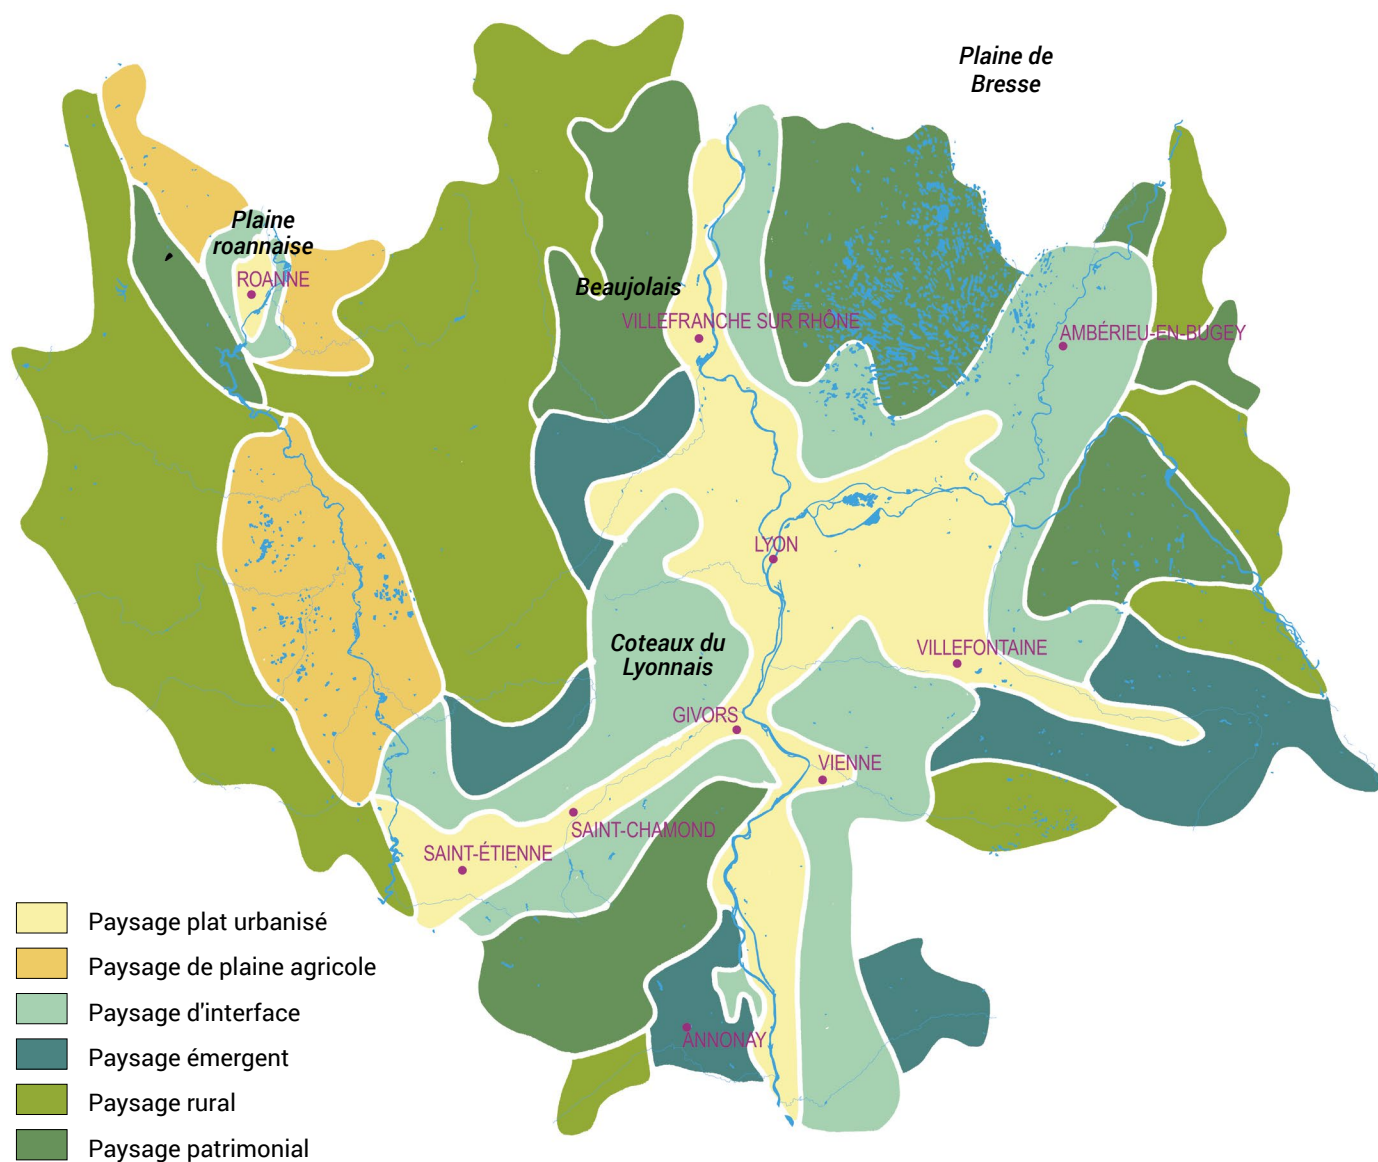 Plaine de
Bresse
Plaine
roannaise
ROANNE
Beaujolais
VILLEFRANCHE SUR RHÔNE
AMBÉRIEU-EN-BUGEY
LYON
Coteaux du
Lyonnais
VILLEFONTAINE
GIVORS
VIENNE
SAINT-CHAMOND
SAINT-ÉTIENNE
ANNONAY
Paysage plat urbanisé
Paysage de plaine agricole
Paysage d'interface
Paysage émergent
Paysage rural
Paysage patrimonial